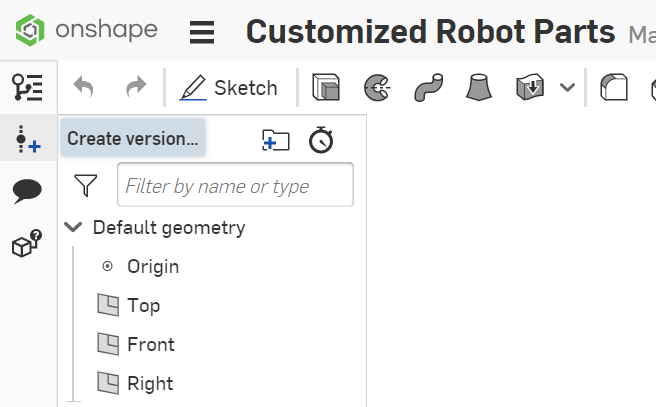 onshape Customized Robot Parts Ma
Sketch
Create version...
Filter by name or type
Default geometry
Origin
Top
Front
Right